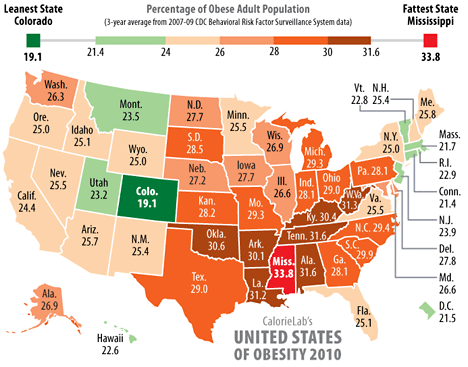 Leanest State
Colorado
19.1
Percentage of Obese Adult Population
(3-year average from 2007-09 CDC Behavioral Risk Factor Surveillance System data)
Fattest State
Mississippi
33.8
21.4
24
26
28
30
31.6
Wash.
26.3
Ore.
25.0
Idaho
25.1
Mont.
23.5
Wyo.
25.0
Nev.
25.5
Utah
23.2
Calif.
24.4
Colo.
19.1
Ariz.
25.7
N.M.
25.4
N.D.
27.7
S.D.
28.5
Neb.
27.2
Kan.
28.2
Okla.
30.6
Tex.
29.0
Minn.
25.5
Iowa
27.7
Mo.
29.3
Ark.
30.1
La.
31.2
Wis.
26.9
Ill.
26.6
Mich.
29.3
Ind.
28.1
Ohio
29.0
Ky. 30.4
Tenn. 31.6
Miss.
33.8
Ala.
31.6
Ga.
28.1
Fla.
25.1
S.C.
29.9
N.C. 29.4
Va.
25.5
W.Va.
31.3
Pa. 28.1
N.Y.
25.0
Vt.
22.8
N.H.
25.4
Me.
25.8
Mass.
21.7
R.I.
22.9
Conn.
21.4
N.J.
23.9
Del.
27.8
Md.
26.6
D.C.
21.5
Ala.
26.9
Hawaii
22.6
CalorieLab's
UNITED STATES
OF OBESITY 2010